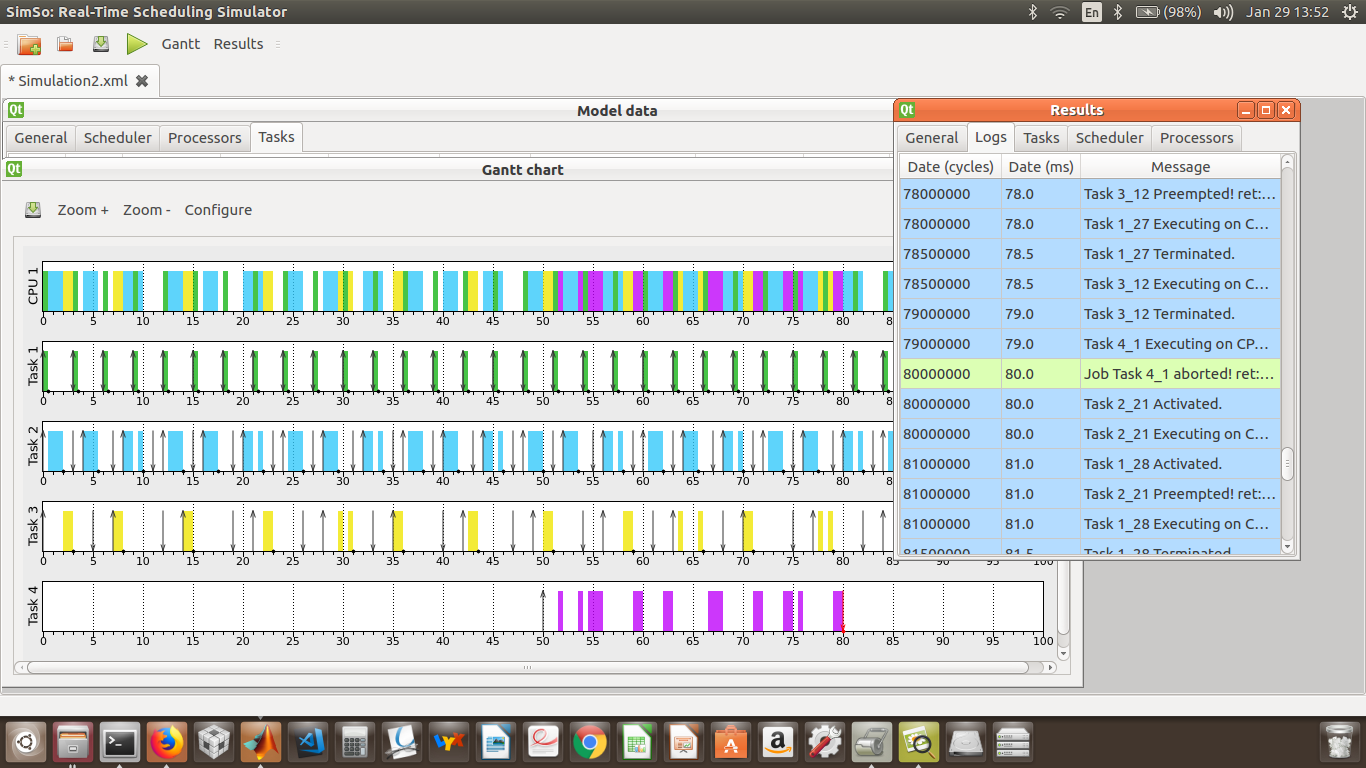 SimSo: Real-Time Scheduling Simulator En (98%) Jan 29 13:52
Gantt Results
* Simulation2.xml
Qt Model data
General Scheduler Processors Tasks
Qt Gantt chart
Zoom + Zoom - Configure
CPU 1
0 5 10 15 20 25 30 35 40 45 50 55 60 65 70 75 80 85
Task 1
0 5 10 15 20 25 30 35 40 45 50 55 60 65 70 75 80 85
Task 2
0 5 10 15 20 25 30 35 40 45 50 55 60 65 70 75 80 85
Task 3
0 5 10 15 20 25 30 35 40 45 50 55 60 65 70 75 80 85 90 95 100
Task 4
0 5 10 15 20 25 30 35 40 45 50 55 60 65 70 75 80 85 90 95 100
Qt Results
General Logs Tasks Scheduler Processors
Date (cycles) Date (ms) Message
78000000 78.0 Task 3_12 Preempted! ret:...
78000000 78.0 Task 1_27 Executing on C...
78500000 78.5 Task 1_27 Terminated.
78500000 78.5 Task 3_12 Executing on C...
79000000 79.0 Task 3_12 Terminated.
79000000 79.0 Task 4_1 Executing on CP...
80000000 80.0 Job Task 4_1 aborted! ret:...
80000000 80.0 Task 2_21 Activated.
80000000 80.0 Task 2_21 Executing on C...
81000000 81.0 Task 1_28 Activated.
81000000 81.0 Task 2_21 Preempted! ret:...
81000000 81.0 Task 1_28 Executing on C...
81500000 81.5 Task 1_28 Terminated.